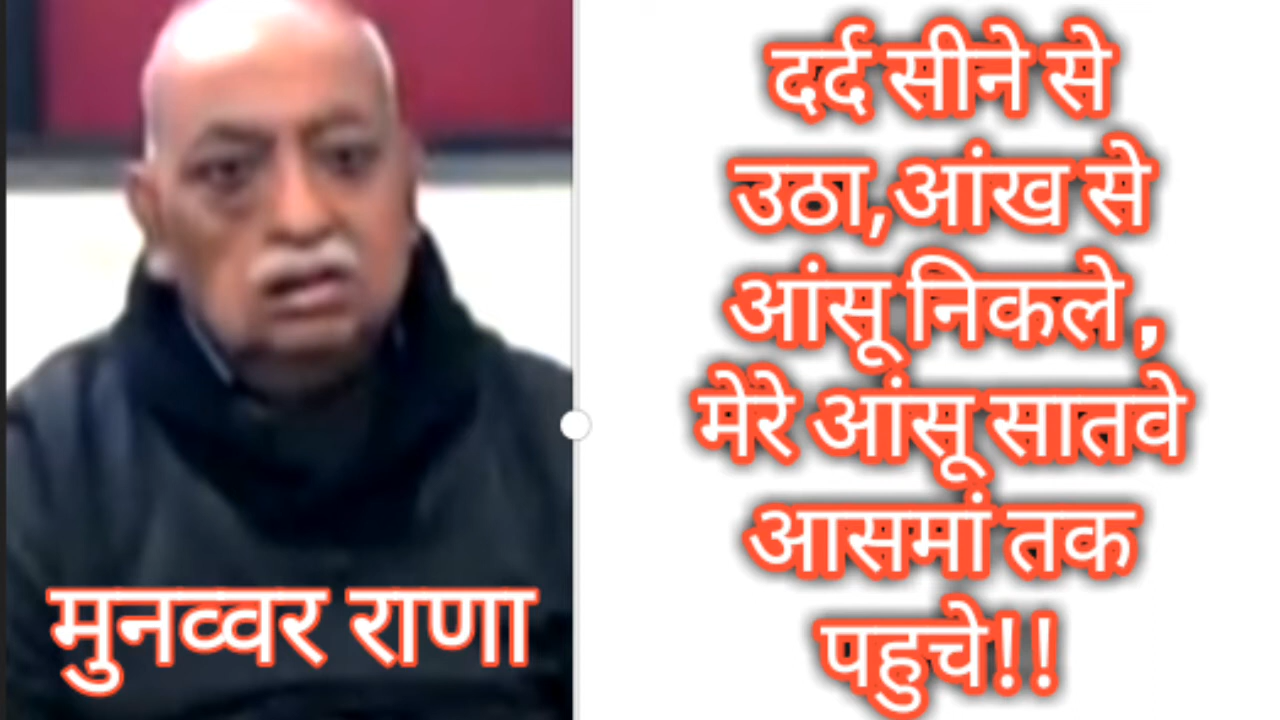 मुनव्वर राणा
दर्द सीने से
उठा,आंख से
आंसू निकले ,
मेरे आंसू सातवे
आसमां तक
पहुचे!!